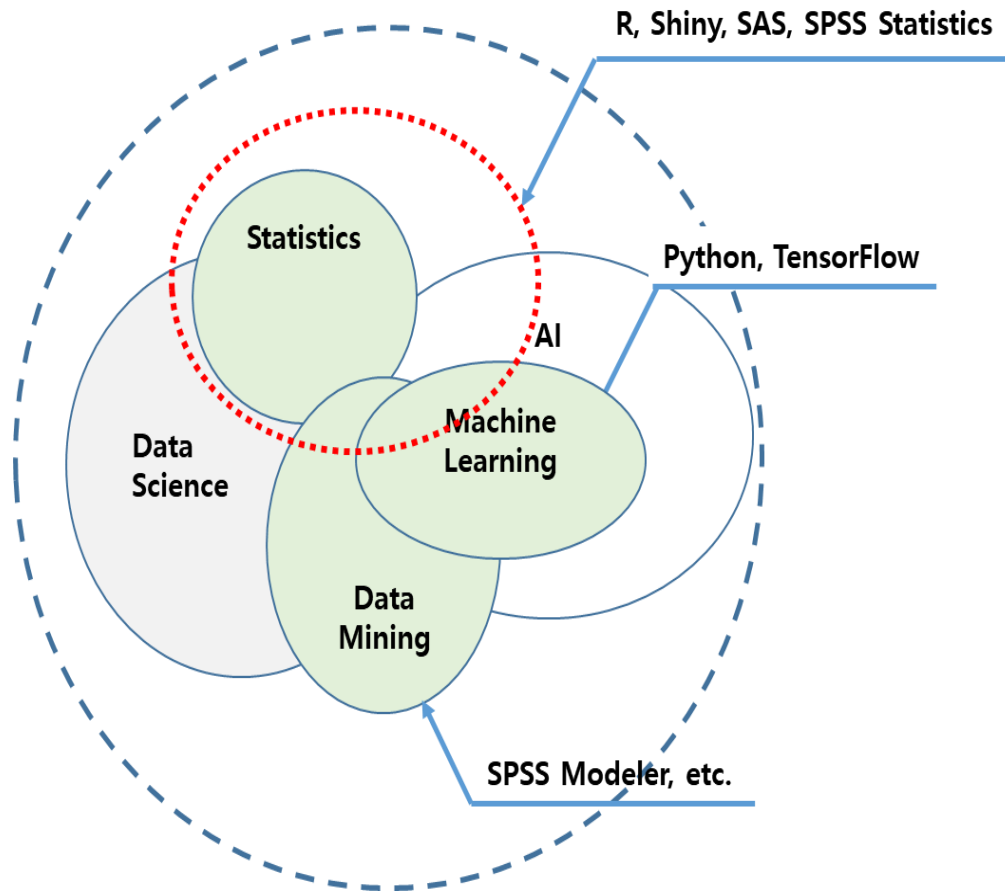 R, Shiny, SAS, SPSS Statistics
Statistics
Python, TensorFlow
AI
Machine
Learning
Data
Science
Data
Mining
SPSS Modeler, etc.